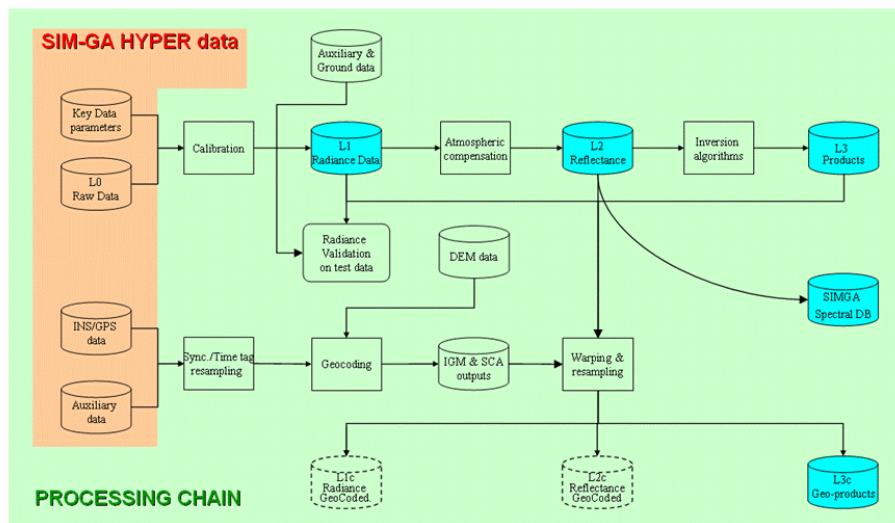 SIM-GA HYPER data
Auxiliary &
Ground data
Key Data
parameters
L0
Raw Data
Calibration
L1
Radiance Data
Atmospheric
compensation
L2
Reflectance
Inversion
algorithms
L3
Products
Radiance
Validation
on test data
DEM data
SIMGA
Spectral DB
INS/GPS
data
Auxiliary
data
Sync./Time tag
resampling
Geocoding
IGM & SCA
outputs
Warping &
resampling
L1c
Radiance
GeoCoded.
L2c
Reflectance
GeoCoded
L3c
Geo-products
PROCESSING CHAIN